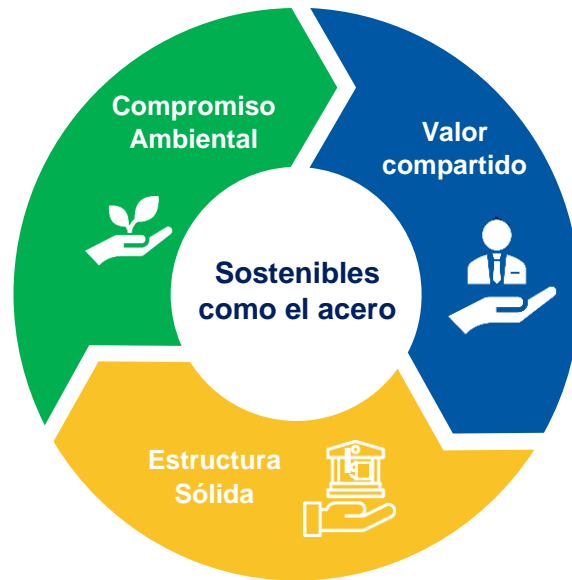 Compromiso
Ambiental
Valor
compartido
Sostenibles
como el acero
Estructura
Sólida